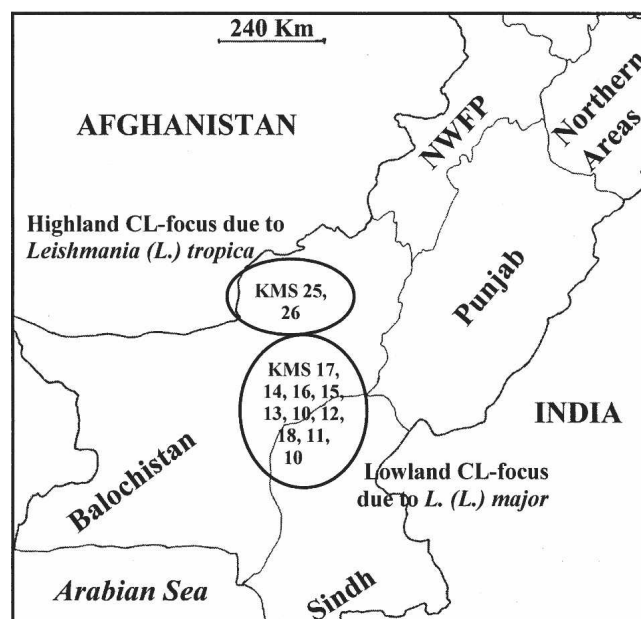 240 Km
AFGHANISTAN
NWFP
Northern
Areas
Highland CL-focus due to
Leishmania (L.) tropica
KMS 25,
26
Punjab
KMS 17,
14, 16, 15,
13, 10, 12,
18, 11,
10
INDIA
Balochistan
Lowland CL-focus
due to L. (L.) major
Arabian Sea
Sindh